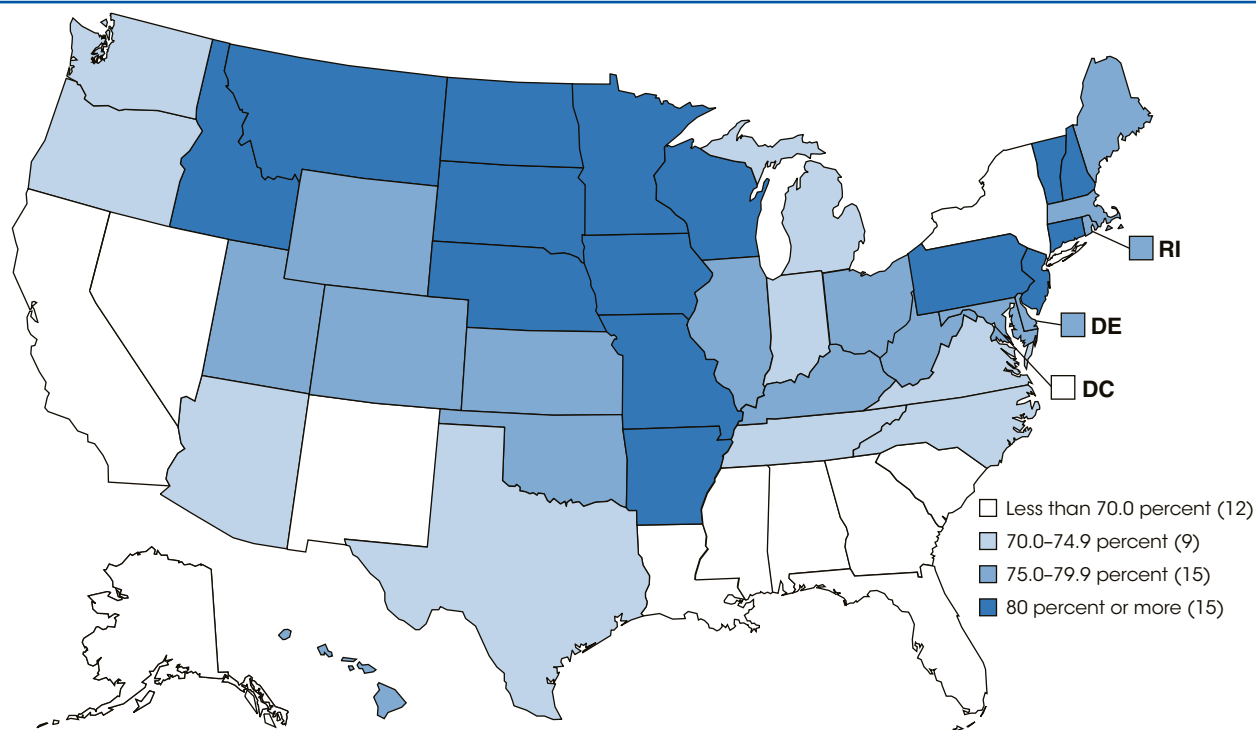 RI
DE
DC
Less than 70.0 percent (12)
70.0–74.9 percent (9)
75.0–79.9 percent (15)
80 percent or more (15)